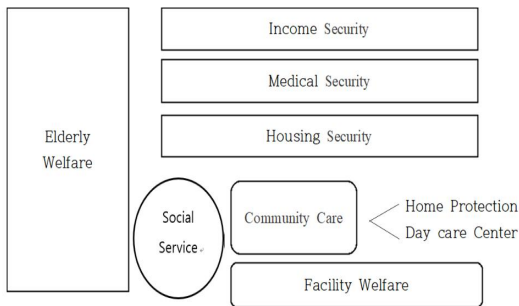 Income Security
Medical Security
Housing Security
Elderly
Welfare
Social
Service
Community Care
Home Protection
Day care Center
Facility Welfare